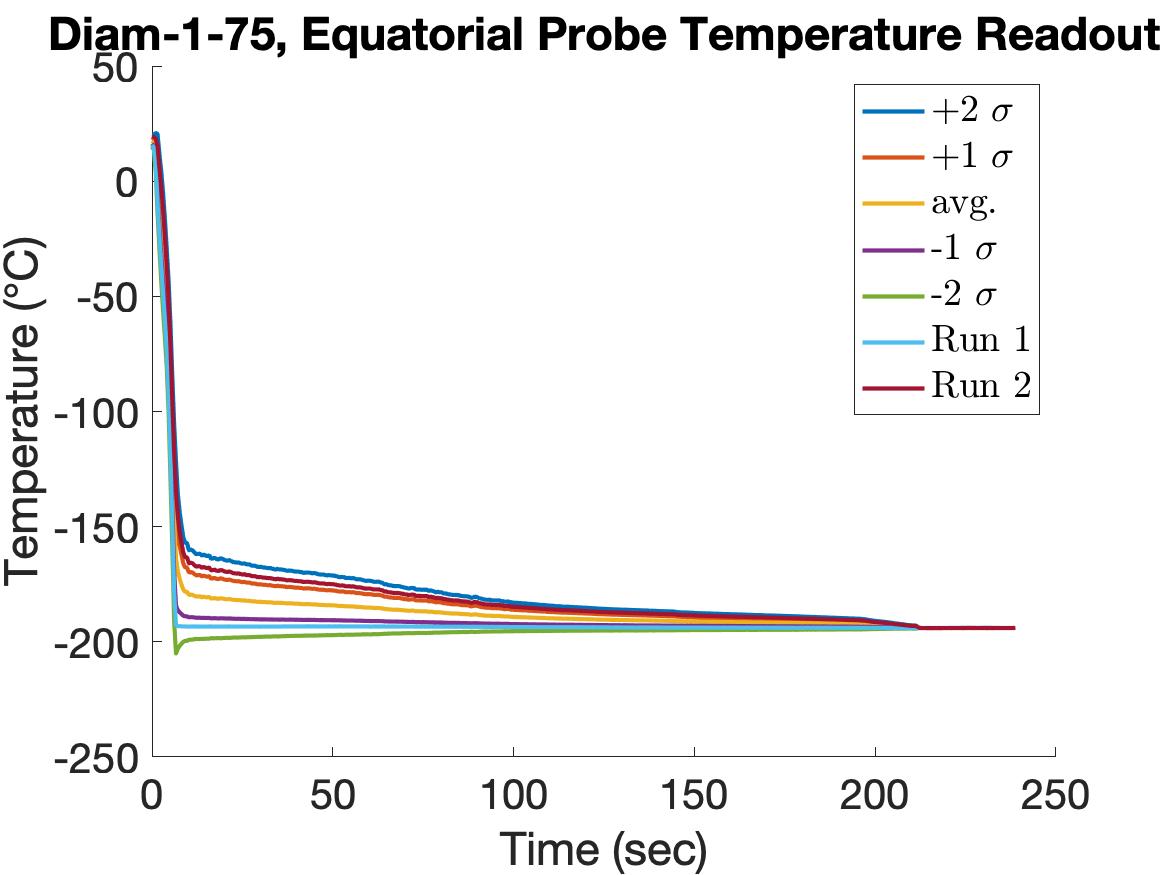 Diam-1-75, Equatorial Probe Temperature Readout
50
0
-50
-100
-150
-200
-250
Temperature (°C)
+2 σ
+1 σ
avg.
-1 σ
-2 σ
Run 1
Run 2
0 50 100 150 200 250
Time (sec)